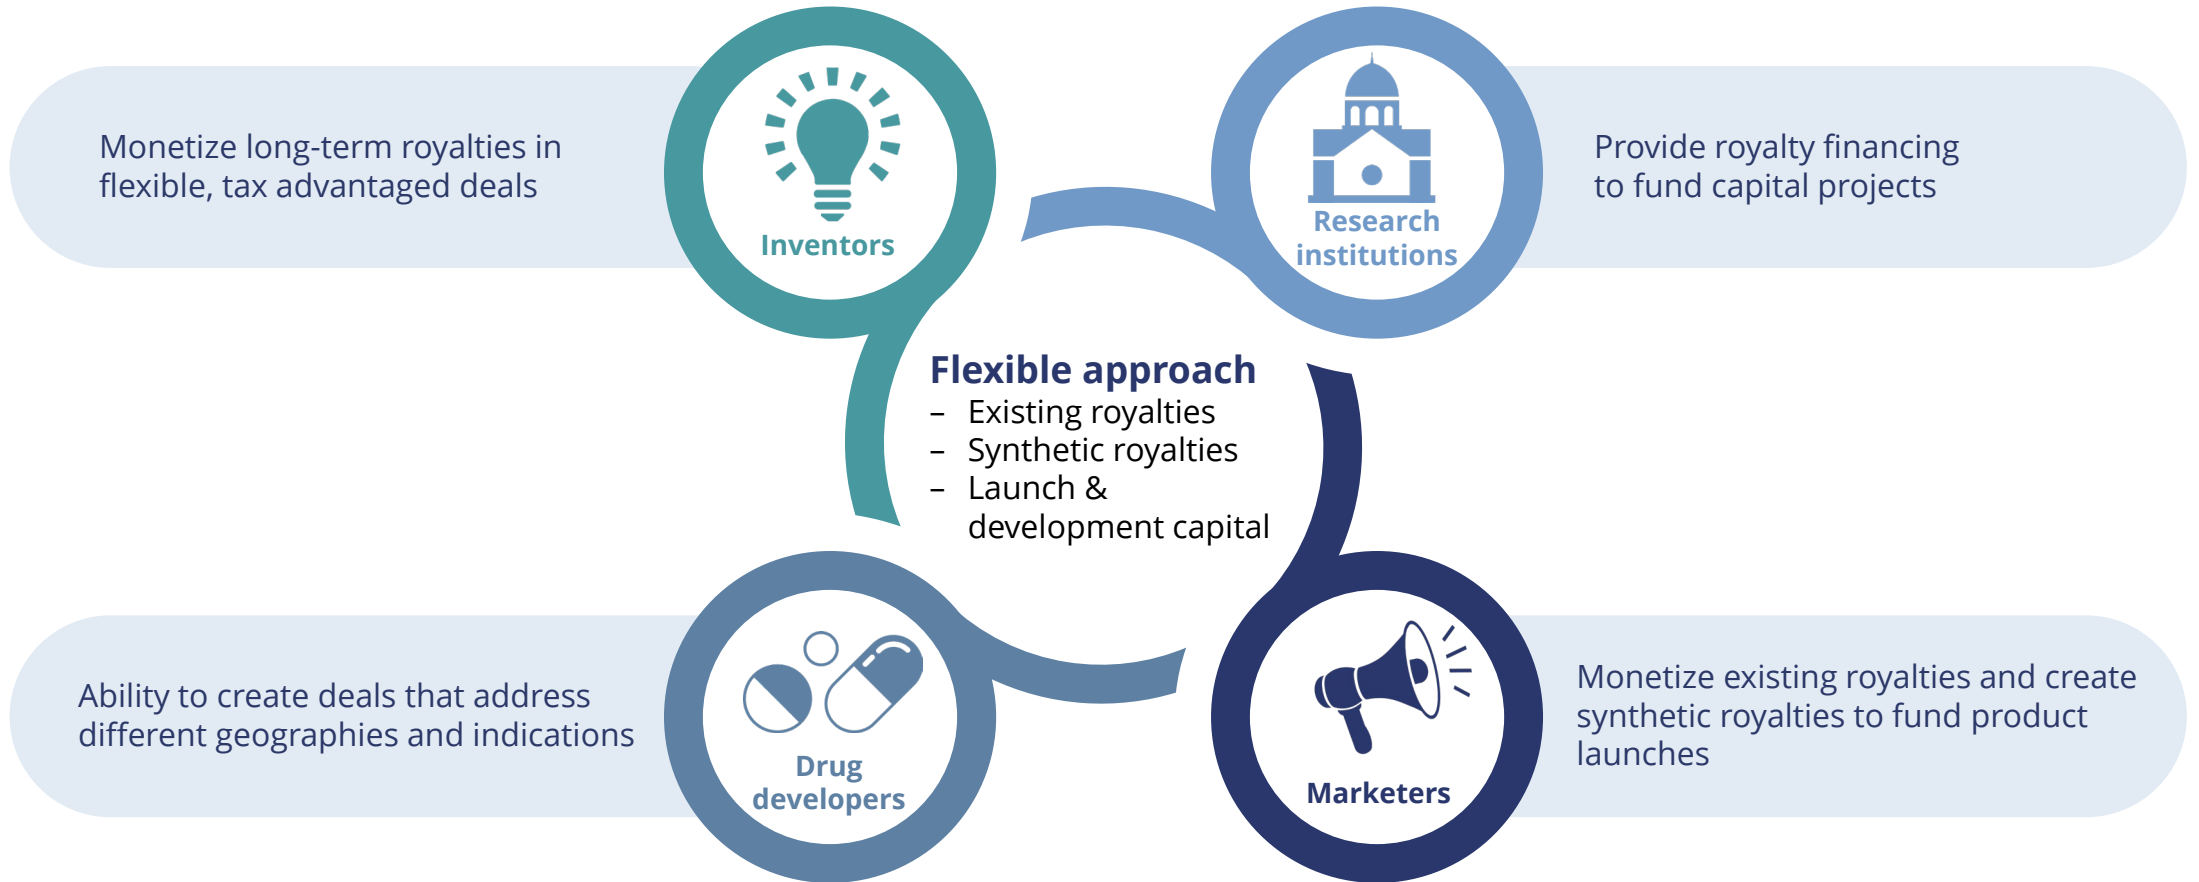 Monetize long-term royalties in
flexible, tax advantaged deals
Inventors
Research
institutions
Provide royalty financing
to fund capital projects
Flexible approach
– Existing royalties
– Synthetic royalties
– Launch &
development capital
Ability to create deals that address
different geographies and indications
Drug
developers
Marketers
Monetize existing royalties and create
synthetic royalties to fund product
launches